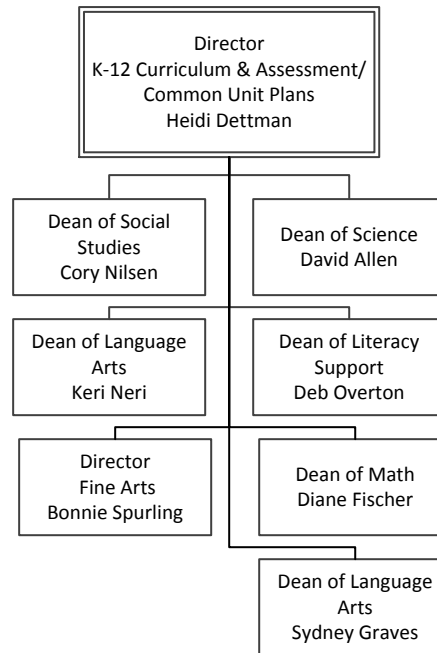 Director
K-12 Curriculum & Assessment/
Common Unit Plans
Heidi Dettman
Dean of Social
Studies
Cory Nilsen
Dean of Science
David Allen
Dean of Language
Arts
Keri Neri
Dean of Literacy
Support
Deb Overton
Director
Fine Arts
Bonnie Spurling
Dean of Math
Diane Fischer
Dean of Language
Arts
Sydney Graves